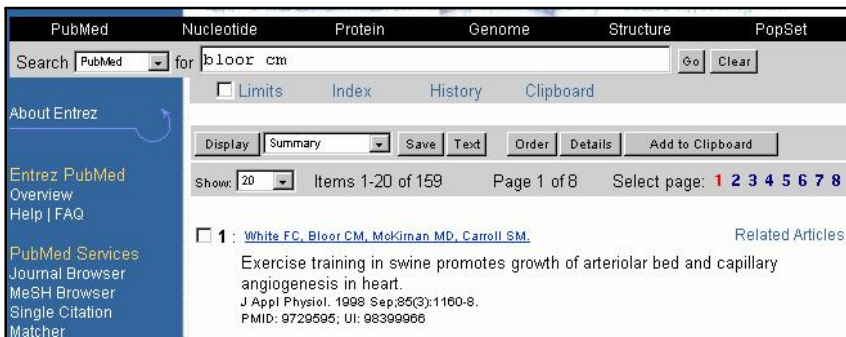 PubMed Nucleotide Protein Genome Structure PopSet
Search PubMed for bloor cm Go Clear
Limits Index History Clipboard
About Entrez
Display Summary Save Text Order Details Add to Clipboard
Show: 20 Items 1-20 of 159 Page 1 of 8 Select page: 1 2 3 4 5 6 7 8
Entrez PubMed
Overview
Help | FAQ
PubMed Services
Journal Browser
MeSH Browser
Single Citation
Matcher
1 : White FC, Bloor CM, McKirnan MD, Carroll SM. Related Articles
Exercise training in swine promotes growth of arteriolar bed and capillary
angiogenesis in heart.
J Appl Physiol. 1998 Sep;85(3):1160-8.
PMID: 9729595; UI: 98399966